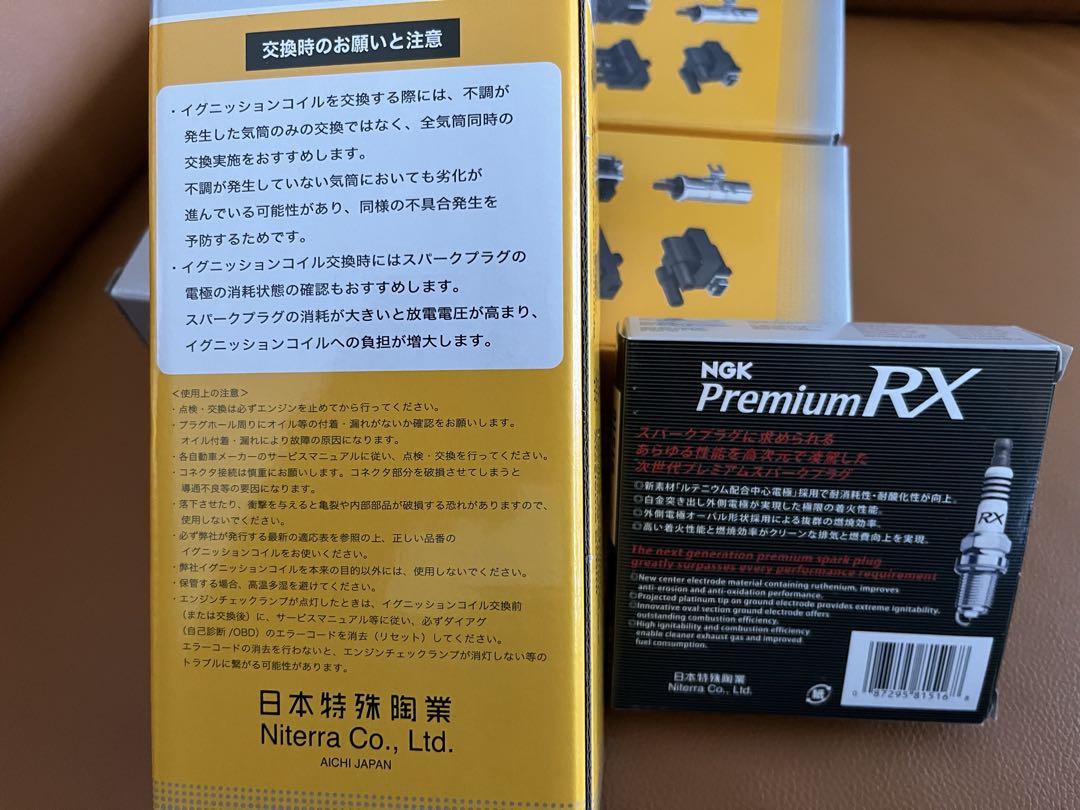 交換時のお願いと注意
・イグニッションコイルを交換する際には、不調が
発生した気筒のみの交換ではなく、全気筒同時の
交換実施をおすすめします。
不調が発生していない気筒においても劣化が
進んでいる可能性があり、同様の不具合発生を
予防するためです。
・イグニッションコイル交換時にはスパークプラグの
電極の消耗状態の確認もおすすめします。
スパークプラグの消耗が大きいと放電電圧が高まり、
イグニッションコイルへの負担が増大します。
＜使用上の注意＞
・点検・交換は必ずエンジンを止めてから行ってください。
・プラグホール周りにオイル等の付着・漏れがないか確認をお願いします。
オイル付着・漏れにより故障の原因になります。
・各自動車メーカーのサービスマニュアルに従い、点検・交換を行ってください。
・コネクタ接続は慎重にお願いします。コネクタ部分を破損させてしまうと
導通不良等の要因になります。
・落下させたり、衝撃を与えると亀裂や内部部品が破損する恐れがありますので、
使用しないでください。
・必ず弊社が発行する最新の適応表を参照の上、正しい品番の
イグニッションコイルをお使いください。
・弊社イグニッションコイルを本来の目的以外には、使用しないでください。
・保管する場合、高温多湿を避けてください。
・エンジンチェックランプが点灯したときは、イグニッションコイル交換前
（または交換後）に、サービスマニュアル等に従い、必ずダイアグ
（自己診断/OBD）のエラーコードを消去（リセット）してください。
エラーコードの消去を行わないと、エンジンチェックランプが消灯しない等の
トラブルに繋がる可能性があります。
日本特殊陶業
Niterra Co., Ltd.
AICHI JAPAN
NGK
Premium RX
スパークプラグに求められる
あらゆる性能を高次元で凌駕した
次世代プレミアムスパークプラグ
◎新素材「ルテニウム配合中心電極」採用で耐消耗性・耐酸化性が向上。
◎白金突き出し外側電極が実現した極限の着火性能。
◎外側電極オーバル形状採用による抜群の燃焼効率。
◎高い着火性能と燃焼効率がクリーンな排気と燃費向上を実現。
The next generation premium spark plug
greatly surpasses every performance requirement
◎New center electrode material containing ruthenium, improves
anti-erosion and anti-oxidation performance.
◎Projected platinum tip on ground electrode provides extreme ignitability.
◎Innovative oval section ground electrode offers
outstanding combustion efficiency.
◎High ignitability and combustion efficiency
enable cleaner exhaust gas and improved
fuel consumption.
RX
日本特殊陶業
Niterra Co., Ltd.
紙
0 87295 81516 8